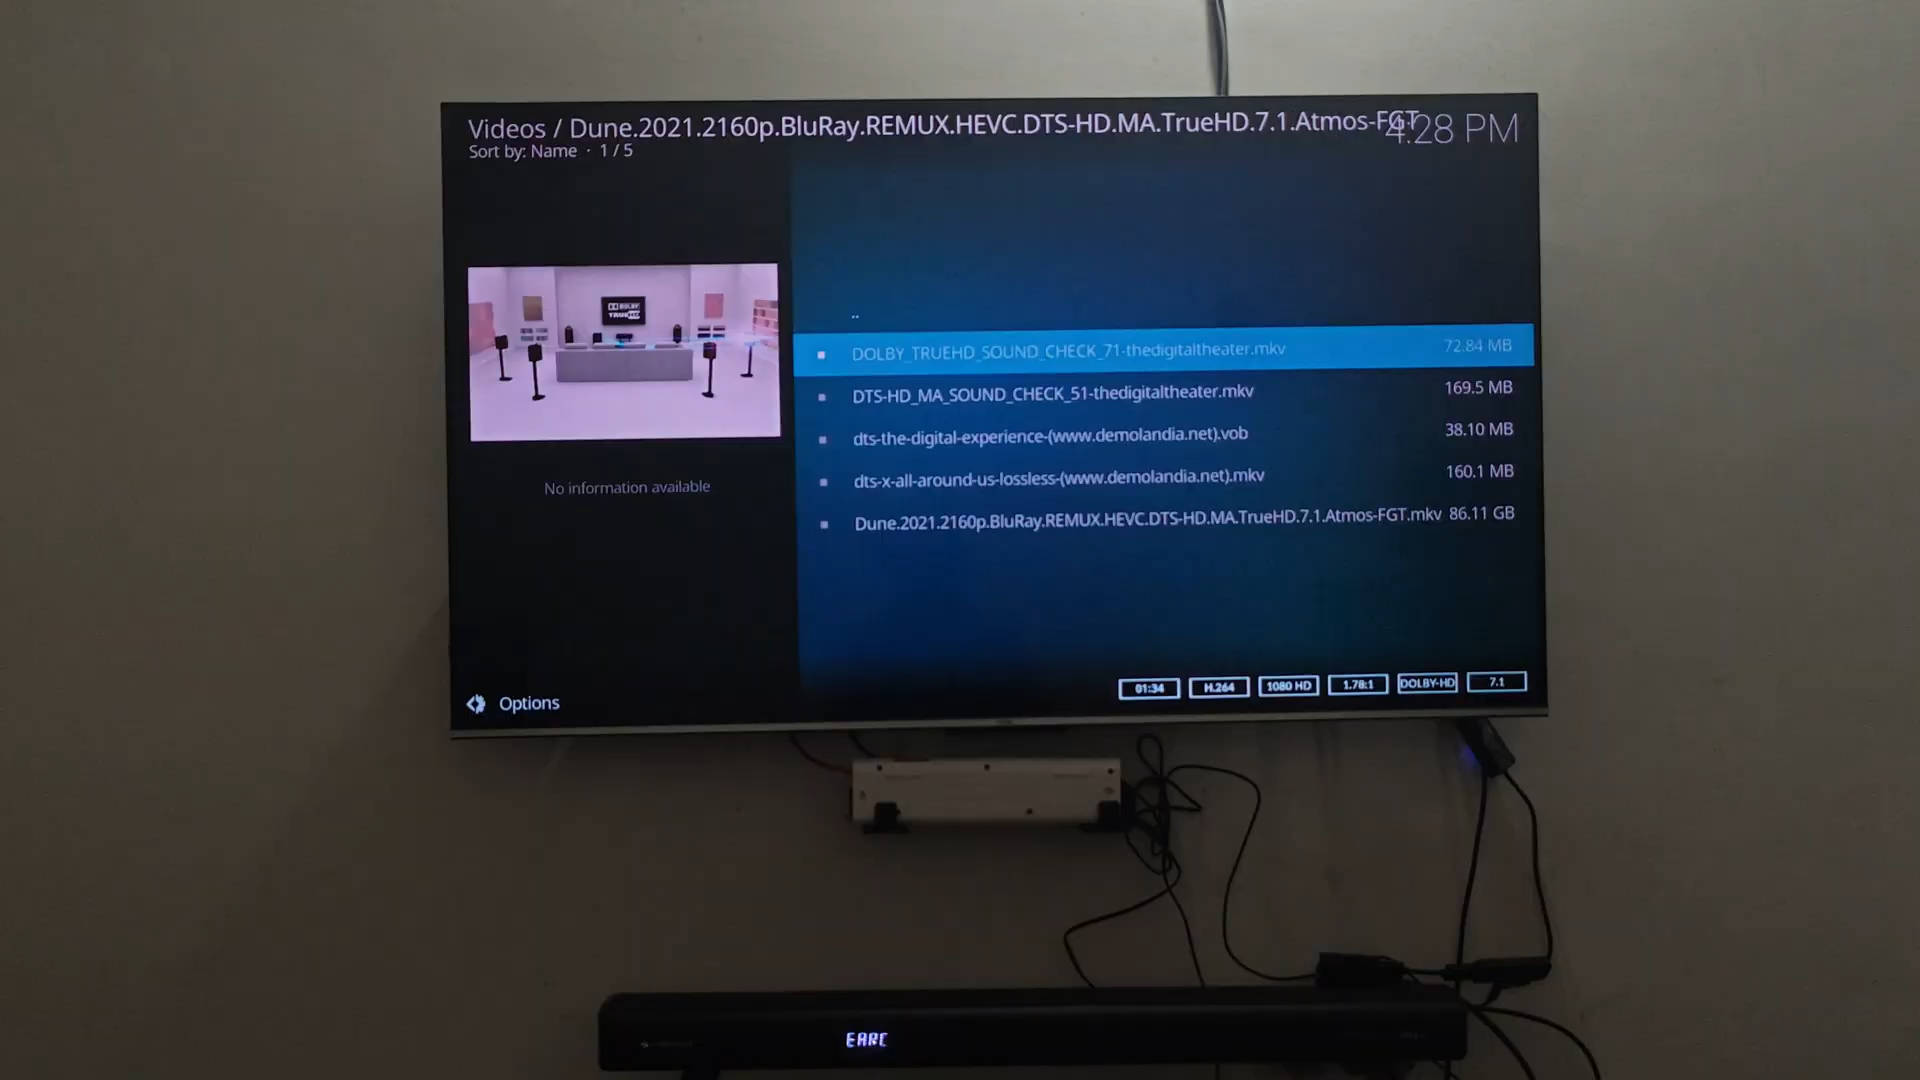 Videos / Dune.2021.2160p.BluRay.REMUX.HEVC.DTS-HD.MA.TrueHD.7.1.Atmos-FGT
4:28 PM
Sort by: Name · 1 / 5
DOLBY
TRUEHD
..
DOLBY_TRUEHD_SOUND_CHECK_71-thedigitaltheater.mkv 72.84 MB
DTS-HD_MA_SOUND_CHECK_51-thedigitaltheater.mkv 169.5 MB
dts-the-digital-experience-(www.demolandia.net).vob 38.10 MB
dts-x-all-around-us-lossless-(www.demolandia.net).mkv 160.1 MB
Dune.2021.2160p.BluRay.REMUX.HEVC.DTS-HD.MA.TrueHD.7.1.Atmos-FGT.mkv 86.11 GB
No information available
Options
01:34 H.264 1080 HD 1.78:1 DOLBY-HD 7.1
EARC